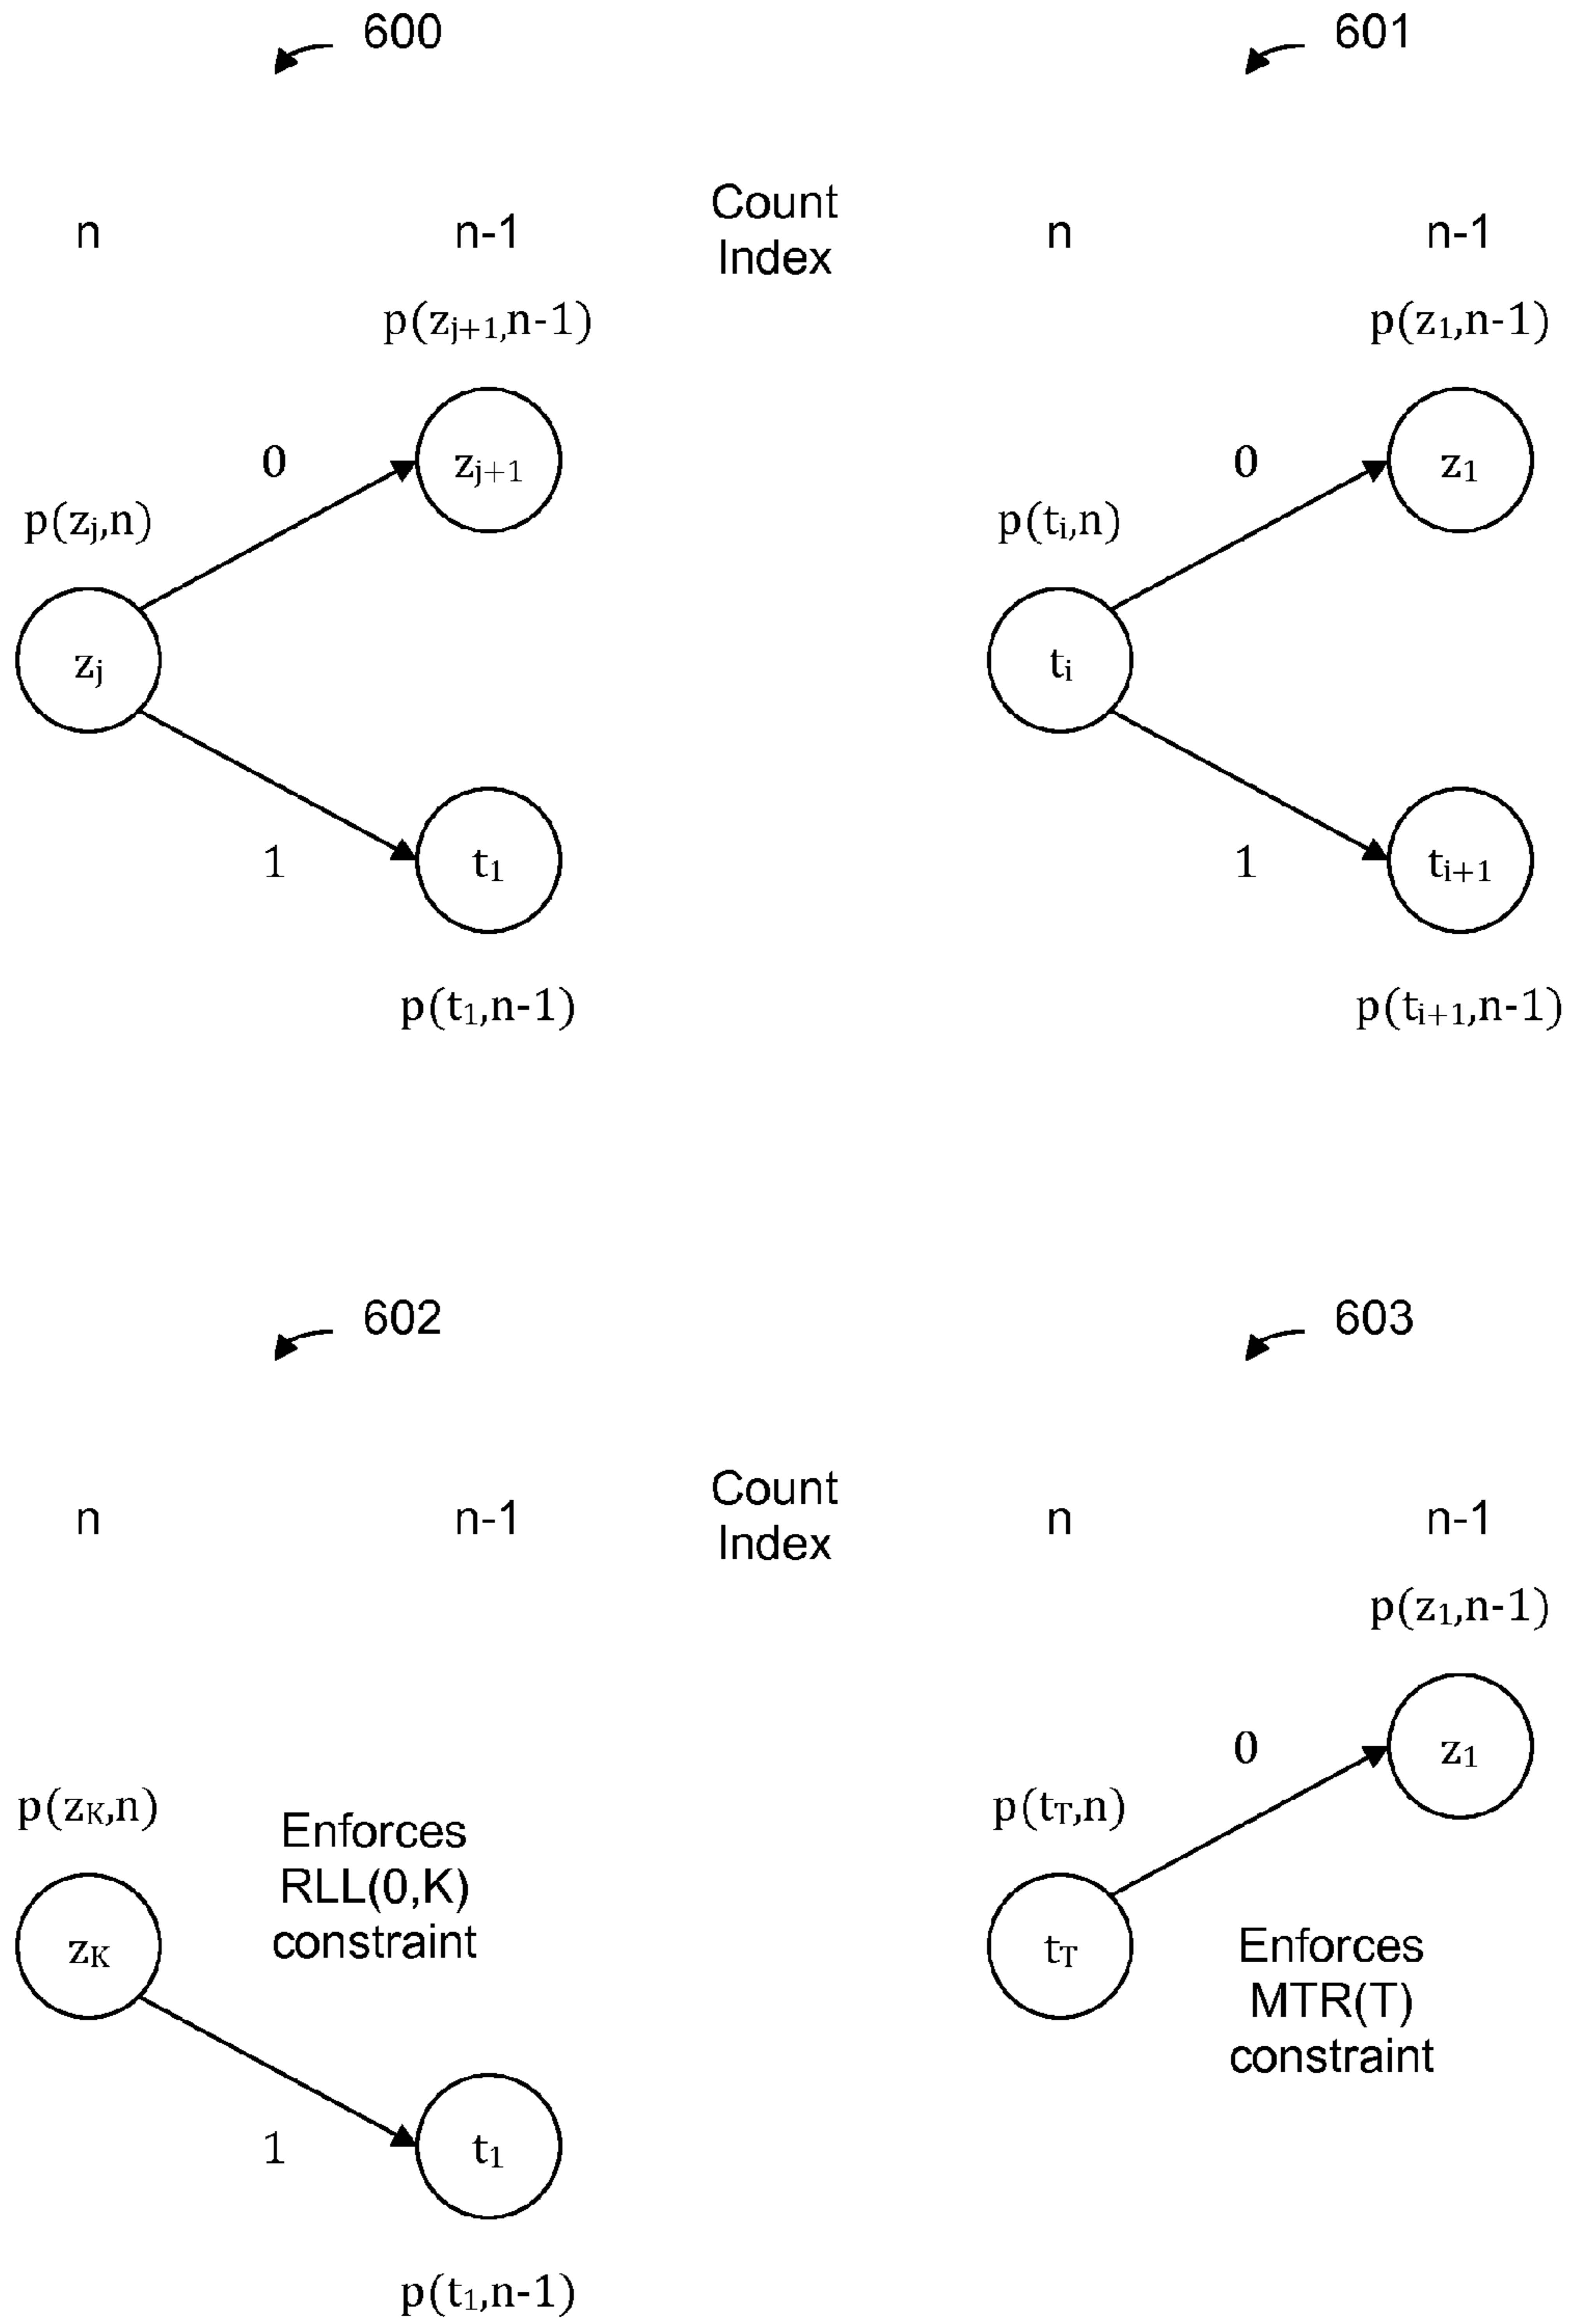 600
601
n
n-1
Count
Index
n
n-1
p(zj+1,n-1)
p(z1,n-1)
0
zj+1
0
z1
p(zj,n)
p(ti,n)
zj
ti
1
t1
1
ti+1
p(t1,n-1)
p(ti+1,n-1)
602
603
n
n-1
Count
Index
n
n-1
p(z1,n-1)
0
z1
p(zK,n)
Enforces
RLL(0,K)
constraint
p(tT,n)
zK
tT
Enforces
MTR(T)
constraint
1
t1
p(t1,n-1)